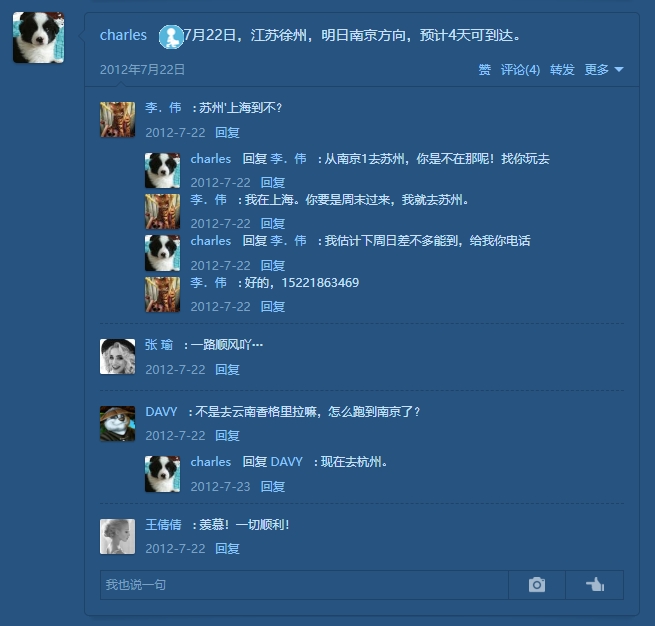 charles 7月22日，江苏徐州，明日南京方向，预计4天可到达。
2012年7月22日 赞 评论(4) 转发 更多
李．伟 : 苏州'上海到不?
2012-7-22 回复
charles 回复 李．伟 : 从南京1去苏州，你是不在那呢！找你玩去
2012-7-22 回复
李．伟 : 我在上海。你要是周末过来，我就去苏州。
2012-7-22 回复
charles 回复 李．伟 : 我估计下周日差不多能到，给我电话
2012-7-22 回复
李．伟 : 好的，15221863469
2012-7-22 回复
张 瑜 : 一路顺风吖···
2012-7-22 回复
DAVY : 不是去云南香格里拉嘛，怎么跑到南京了?
2012-7-22 回复
charles 回复 DAVY : 现在去杭州。
2012-7-23 回复
王倩倩 : 羡慕！一切顺利！
2012-7-22 回复
我也说一句